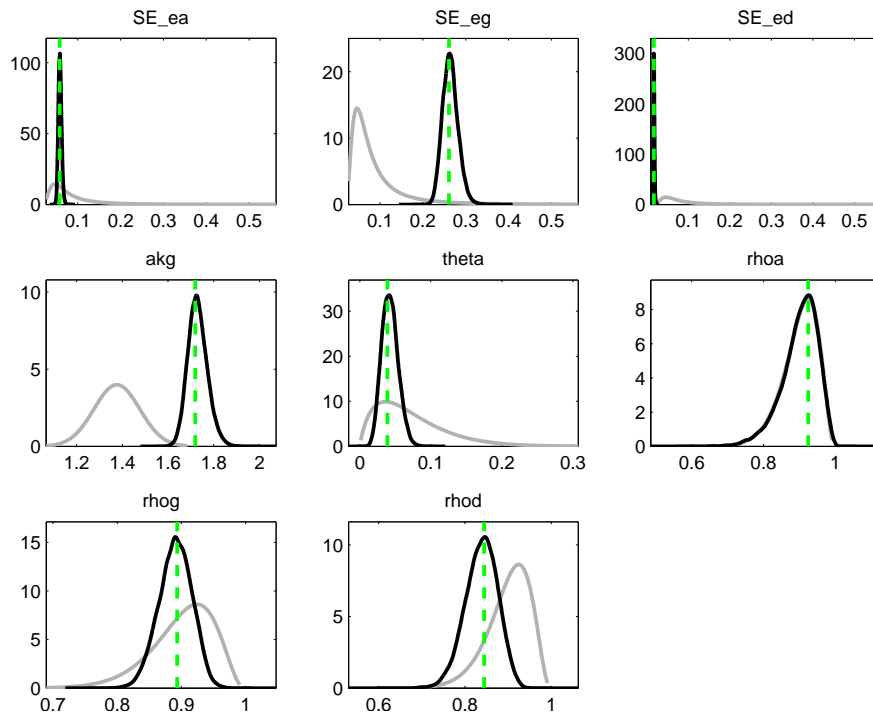 SE_ea SE_eg SE_ed
100 20 300
50 10 200
0 0 100
0
0.1 0.2 0.3 0.4 0.5 0.1 0.2 0.3 0.4 0.5 0.1 0.2 0.3 0.4 0.5
akg theta rhoa
10 30 8
5 20 6
0 10 4
0 2
0
1.2 1.4 1.6 1.8 2 0 0.1 0.2 0.3 0.6 0.8 1
rhog rhod
15 10
10 5
5 0
0
0.7 0.8 0.9 1 0.6 0.8 1